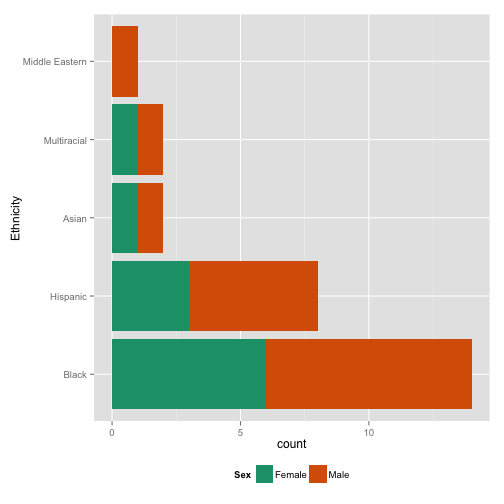 Middle Eastern
Multiracial
Asian
Hispanic
Black
Ethnicity
0 5 10
count
Sex Female Male